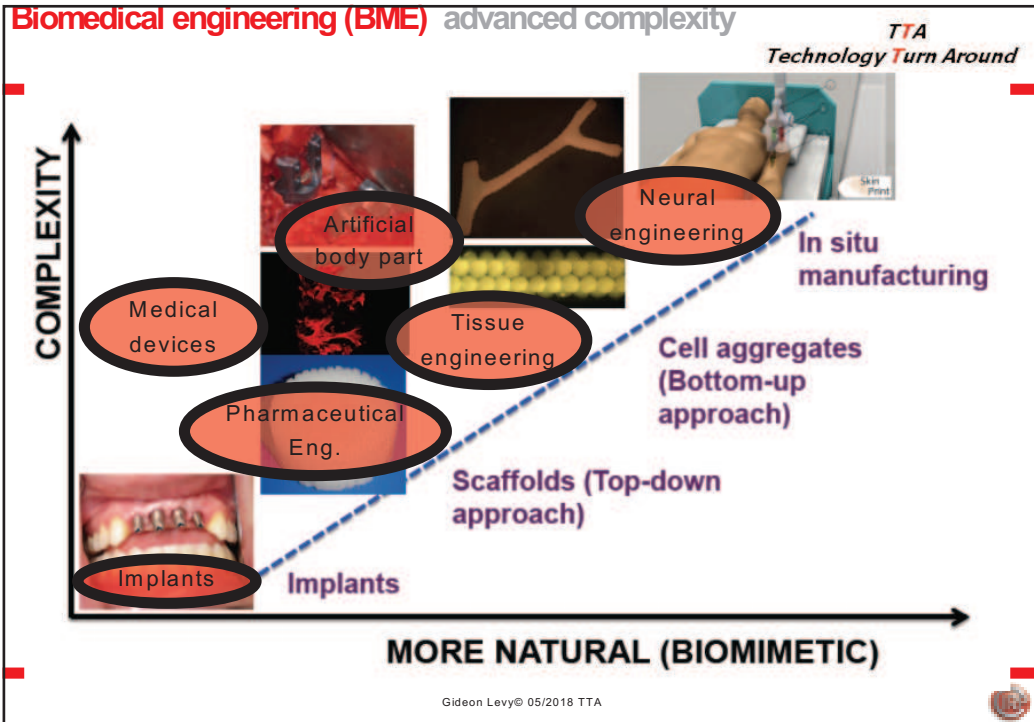 Biomedical engineering (BME) advanced complexity
TTA
Technology Turn Around
COMPLEXITY
Skin
Print
Neural
engineering
Artificial
body part
In situ
manufacturing
Medical
devices
Tissue
engineering
Cell aggregates
(Bottom-up
approach)
Pharmaceutical
Eng.
Scaffolds (Top-down
approach)
Implants
Implants
MORE NATURAL (BIOMIMETIC)
Gideon Levy© 05/2018 TTA